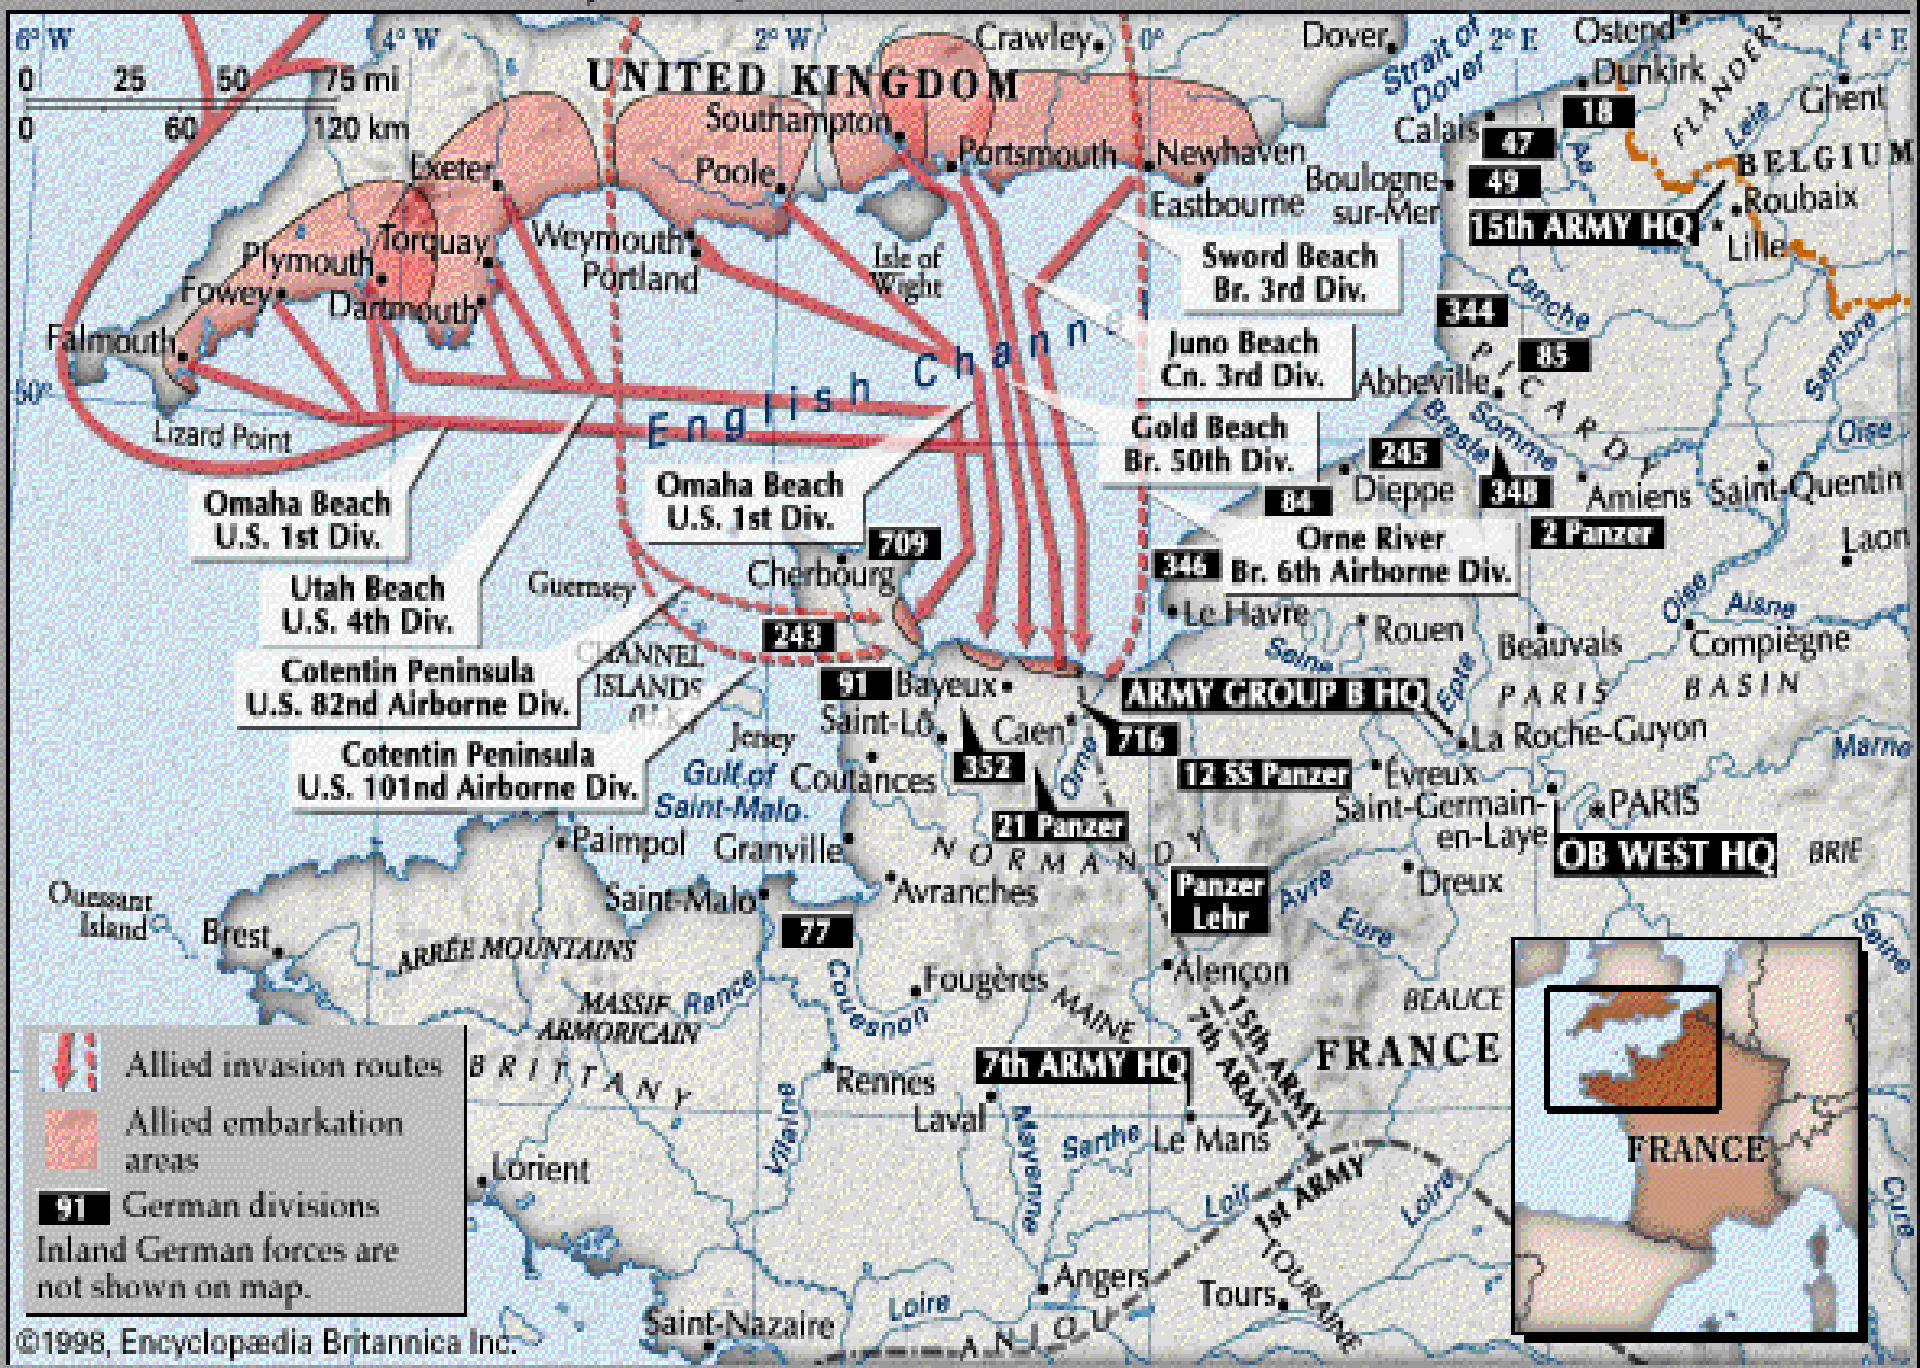 6° W
4° W
2° W
0°
2° E
4° E
0 25 50 75 mi
0 60 120 km
UNITED KINGDOM
Crawley
Dover
Strait of
Dover
Ostend
Dunkirk
18
FLANDERS
Leie
Ghent
Calais
47
Aa
BELGIUM
Southampton
Portsmouth
Newhaven
Eastbourne
Exeter
Poole
Boulogne-
sur-Mer
49
15th ARMY HQ
Roubaix
Lille
Plymouth
Torquay
Weymouth
Portland
Isle of
Wight
Fowey
Dartmouth
Falmouth
Sword Beach
Br. 3rd Div.
Canche
344
85
Sambre
50°
Lizard Point
English Channe
Juno Beach
Cn. 3rd Div.
Abbeville
PICARDY
Bresle
Somme
Oise
Gold Beach
Br. 50th Div.
245
84
Dieppe
348
Amiens
Saint-Quentin
2 Panzer
Laon
Omaha Beach
U.S. 1st Div.
Omaha Beach
U.S. 1st Div.
709
Cherbourg
346
Orne River
Br. 6th Airborne Div.
Utah Beach
U.S. 4th Div.
Guernsey
Le Havre
Rouen
Seine
Beauvais
Oise
Aisne
Compiègne
243
CHANNEL
ISLANDS
(U.K.)
Cotentin Peninsula
U.S. 82nd Airborne Div.
91
Bayeux
ARMY GROUP B HQ
Epte
PARIS BASIN
Saint-Lô
Caen
716
La Roche-Guyon
Marne
Jersey
Cotentin Peninsula
U.S. 101nd Airborne Div.
Gulf of
Saint-Malo
Coutances
352
Orne
12 SS Panzer
Évreux
Saint-Germain-
en-Laye
PARIS
21 Panzer
OB WEST HQ
BRIE
Paimpol
Granville
NORMANDY
Ouessant
Island
Saint-Malo
Avranches
Panzer
Lehr
Avre
Dreux
Eure
Seine
Brest
77
ARRÉE MOUNTAINS
Rance
Couesnon
Fougères
Alençon
MAINE
BEAUCE
MASSIF
ARMORICAIN
15th ARMY
7th ARMY
FRANCE
BRITTANY
Rennes
7th ARMY HQ
Laval
Mayenne
Sarthe
Le Mans
Vilaine
Lorient
Loir
1st ARMY
Loire
Cure
FRANCE
Angers
Tours
TOURAINE
Loire
ANJOU
Saint-Nazaire
Allied invasion routes
Allied embarkation
areas
91 German divisions
Inland German forces are
not shown on map.
©1998, Encyclopædia Britannica Inc.